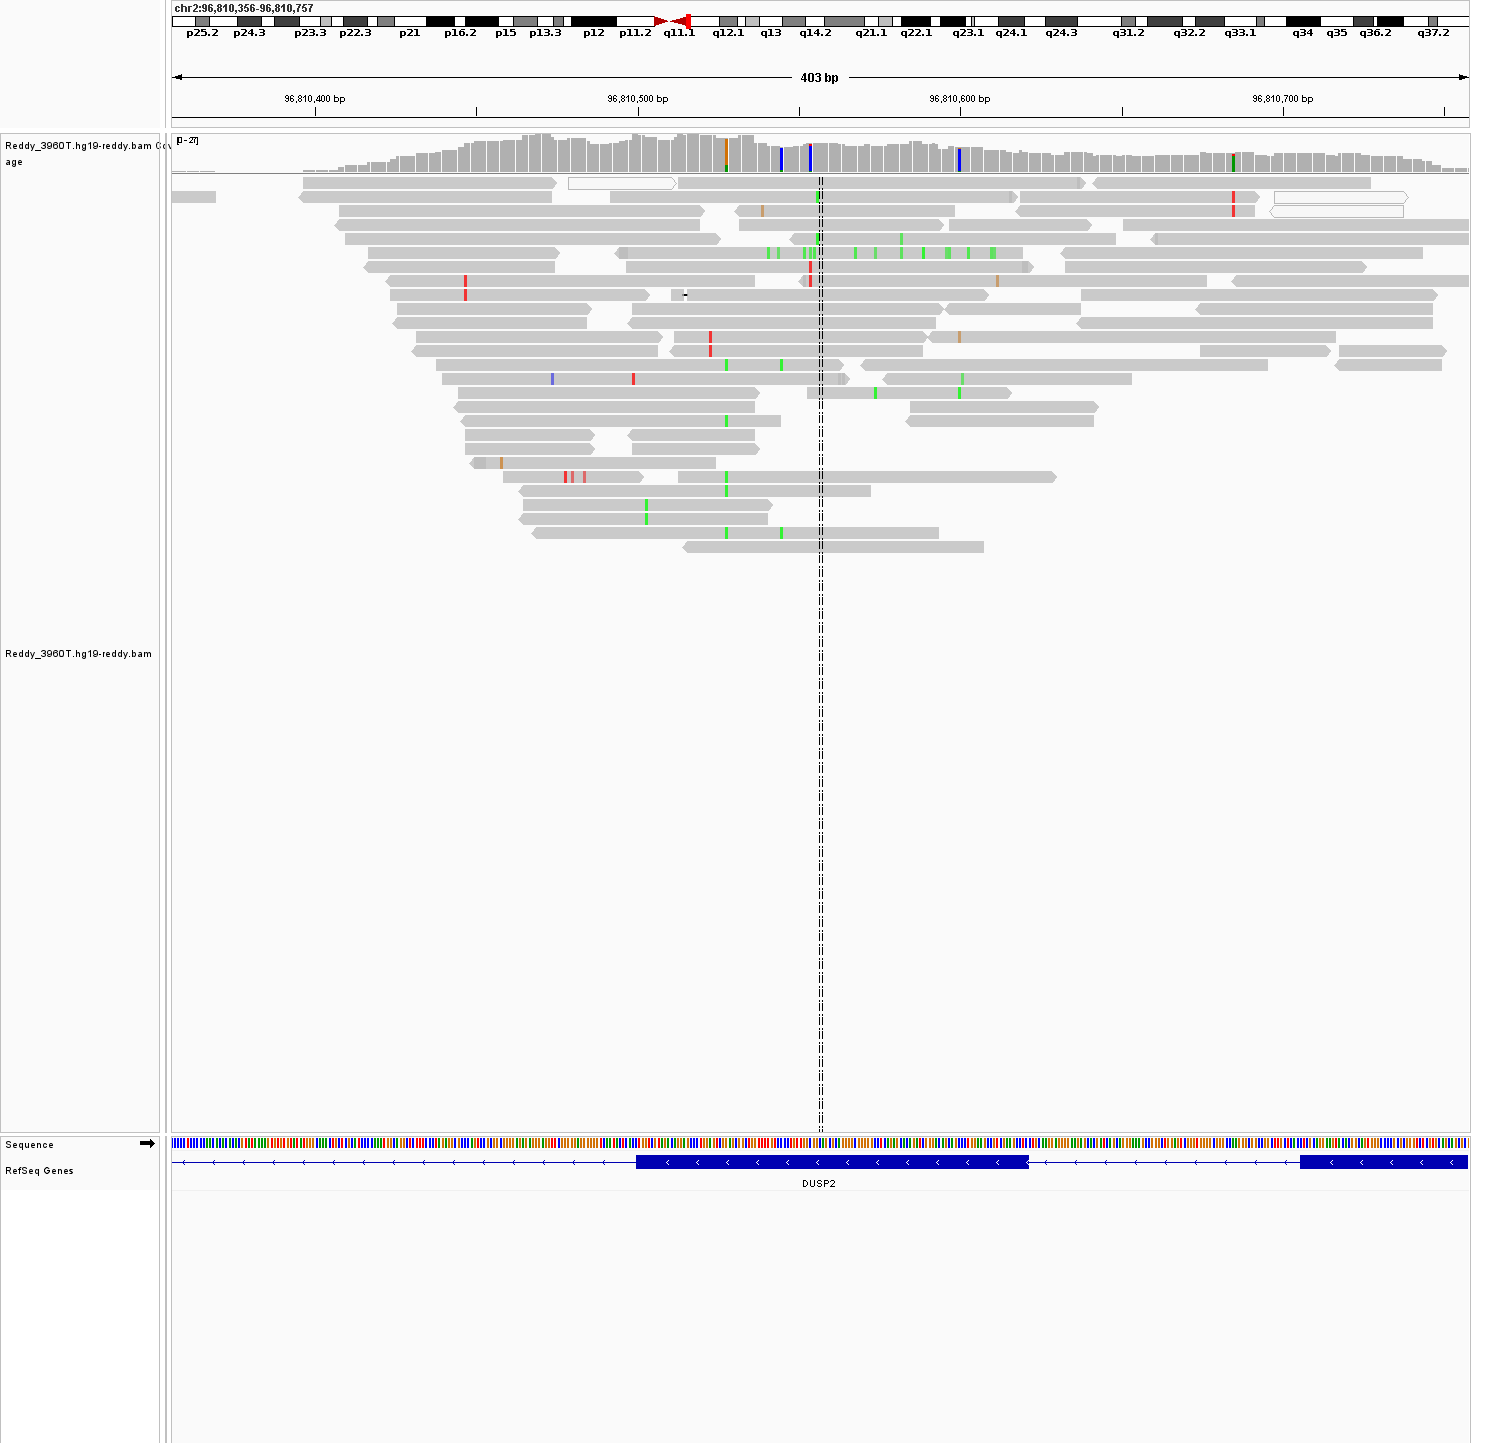 chr2:96,810,356-96,810,757
p25.2 p24.3 p23.3 p22.3 p21 p16.2 p15 p13.3 p12 p11.2 q11.1 q12.1 q13 q14.2 q21.1 q22.1 q23.1 q24.1 q24.3 q31.2 q32.2 q33.1 q34 q35 q36.2 q37.2
403 bp
96,810,400 bp 96,810,500 bp 96,810,600 bp 96,810,700 bp
Reddy_3960T.hg19-reddy.bam Cov
age
[0 - 27]
Reddy_3960T.hg19-reddy.bam
Sequence
RefSeq Genes
DUSP2